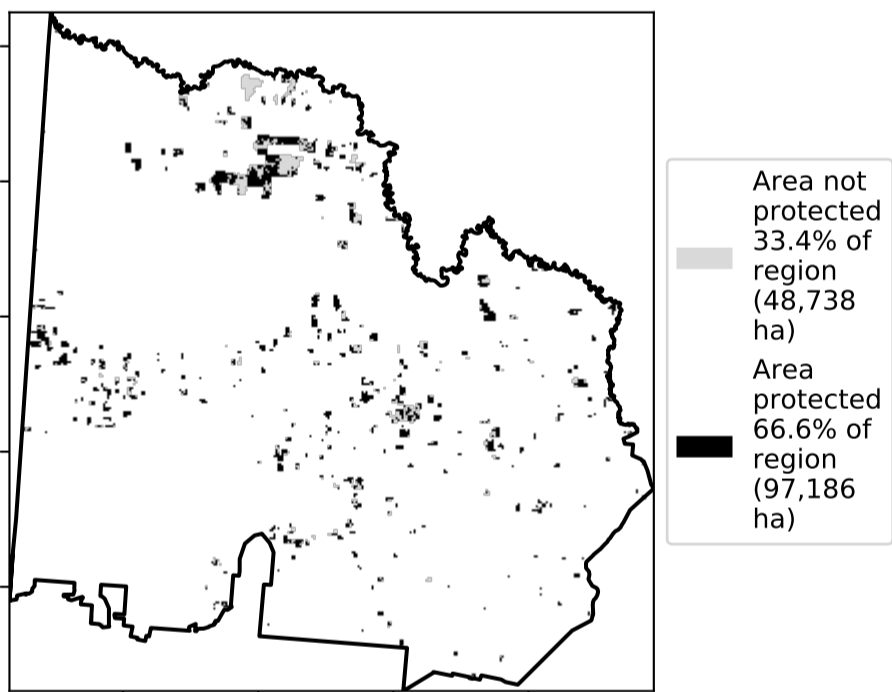 Area not
protected
33.4% of
region
(48,738
ha)
Area
protected
66.6% of
region
(97,186
ha)